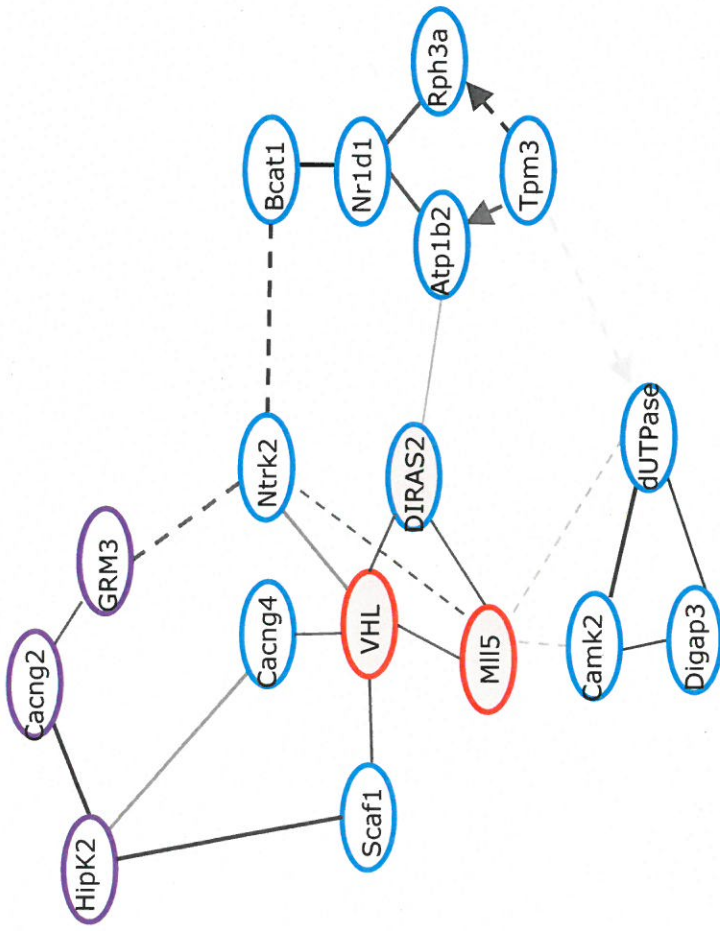 Cacng2
HipK2
GRM3
Cacng4
Ntrk2
Bcat1
Scaf1
VHL
Nr1d1
DIRAS2
Atp1b2
Rph3a
Mll5
Tpm3
Camk2
dUTPase
Digap3